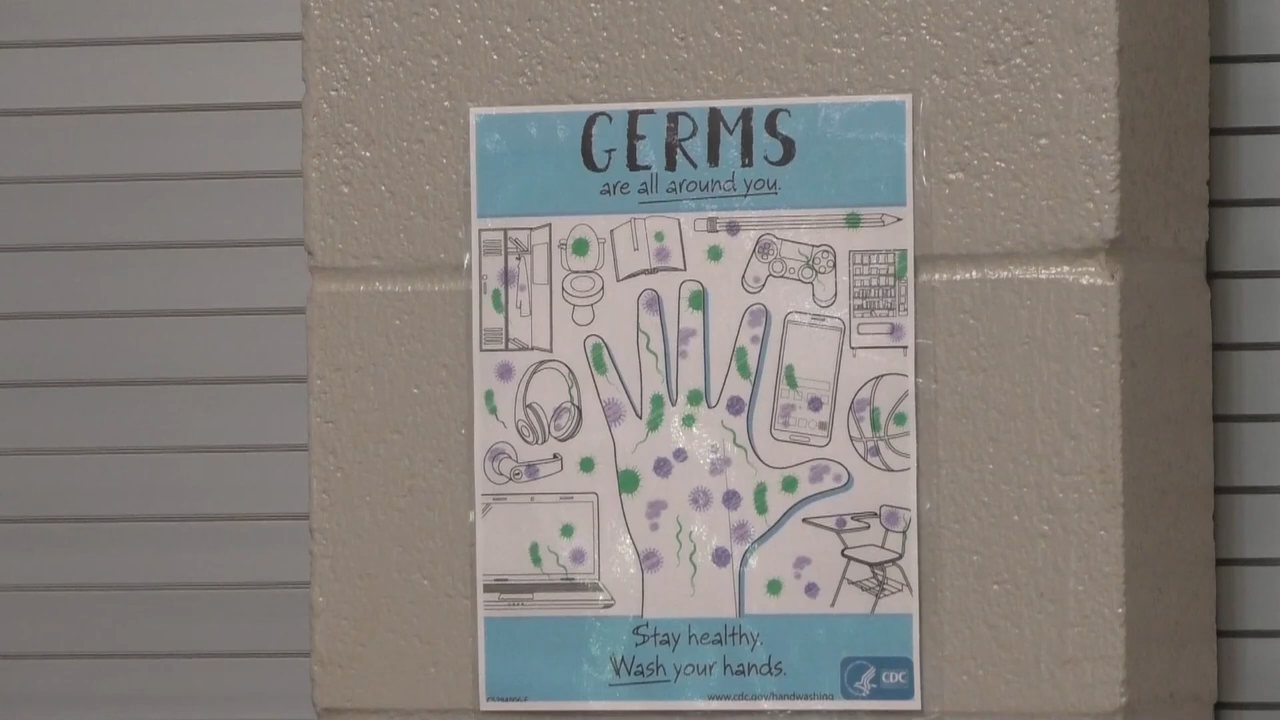 GERMS
are all around you.
Stay healthy.
Wash your hands.
CDC
www.cdc.gov/handwashing